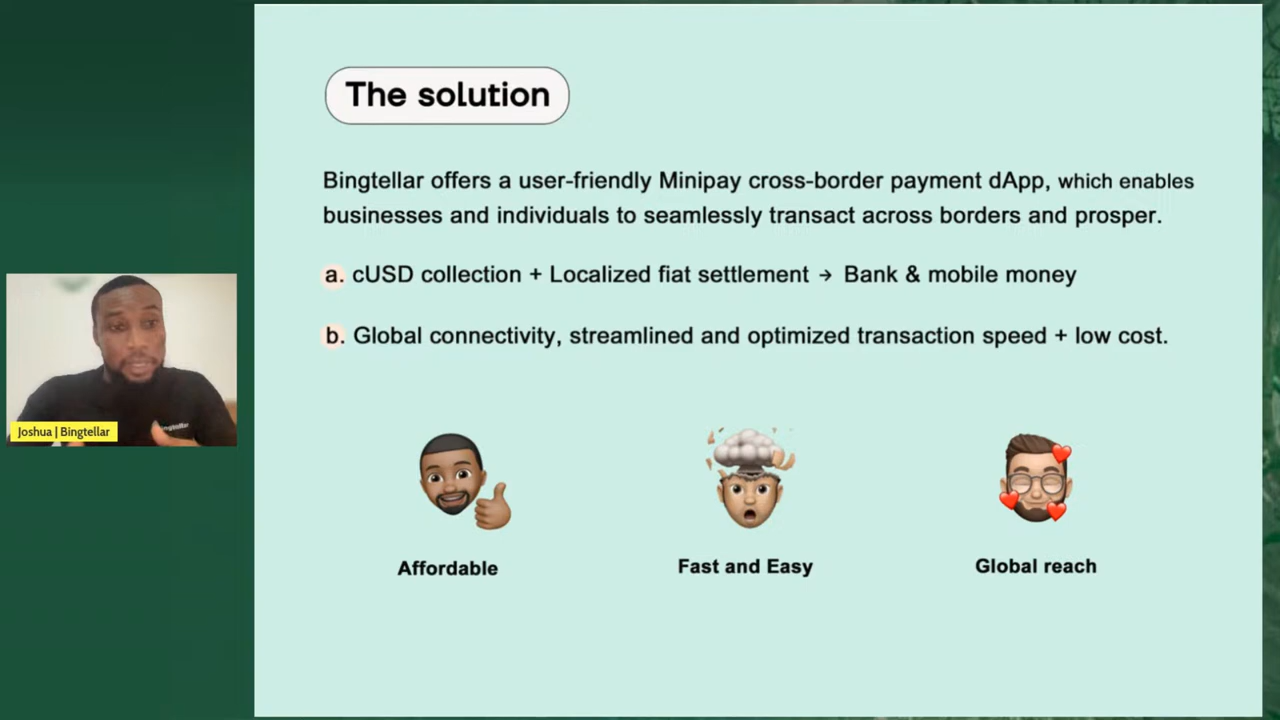 The solution
Bingtellar offers a user-friendly Minipay cross-border payment dApp, which enables
businesses and individuals to seamlessly transact across borders and prosper.
a. cUSD collection + Localized fiat settlement → Bank & mobile money
b. Global connectivity, streamlined and optimized transaction speed + low cost.
Joshua | Bingtellar
Affordable
Fast and Easy
Global reach